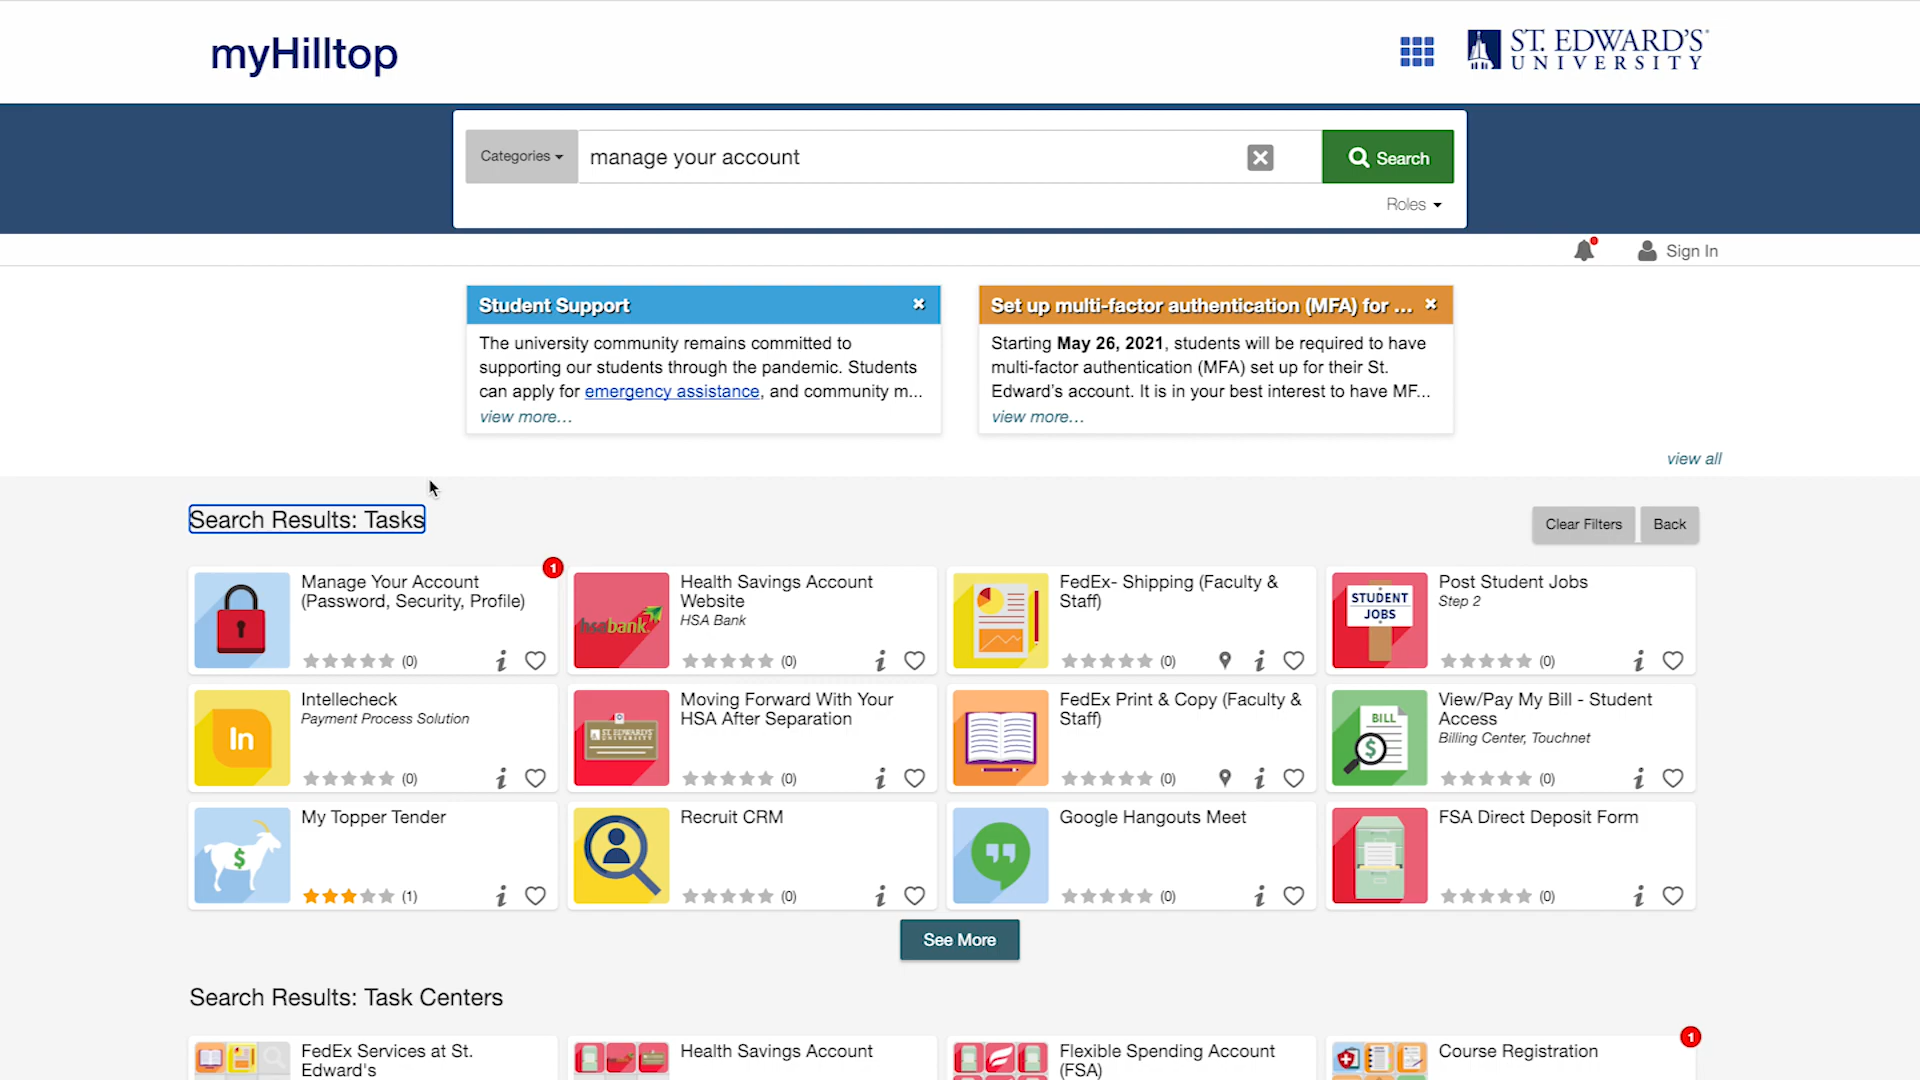 myHilltop
ST. EDWARD'S
UNIVERSITY
Categories
manage your account
Search
Roles
Sign In
Student Support
The university community remains committed to
supporting our students through the pandemic. Students
can apply for emergency assistance, and community m...
view more...
Set up multi-factor authentication (MFA) for ...
Starting May 26, 2021, students will be required to have
multi-factor authentication (MFA) set up for their St.
Edward's account. It is in your best interest to have MF...
view more...
view all
Search Results: Tasks
Clear Filters
Back
Manage Your Account
(Password, Security, Profile)
(0)
1
hsabank
Health Savings Account
Website
HSA Bank
(0)
FedEx- Shipping (Faculty &
Staff)
(0)
STUDENT
JOBS
Post Student Jobs
Step 2
(0)
In
Intellecheck
Payment Process Solution
(0)
ST. EDWARD'S
UNIVERSITY
Moving Forward With Your
HSA After Separation
(0)
FedEx Print & Copy (Faculty &
Staff)
(0)
BILL
$
View/Pay My Bill - Student
Access
Billing Center, Touchnet
(0)
$
My Topper Tender
(1)
Recruit CRM
(0)
Google Hangouts Meet
(0)
FSA Direct Deposit Form
(0)
See More
Search Results: Task Centers
FedEx Services at St.
Edward's
Health Savings Account
Flexible Spending Account
(FSA)
Course Registration
1